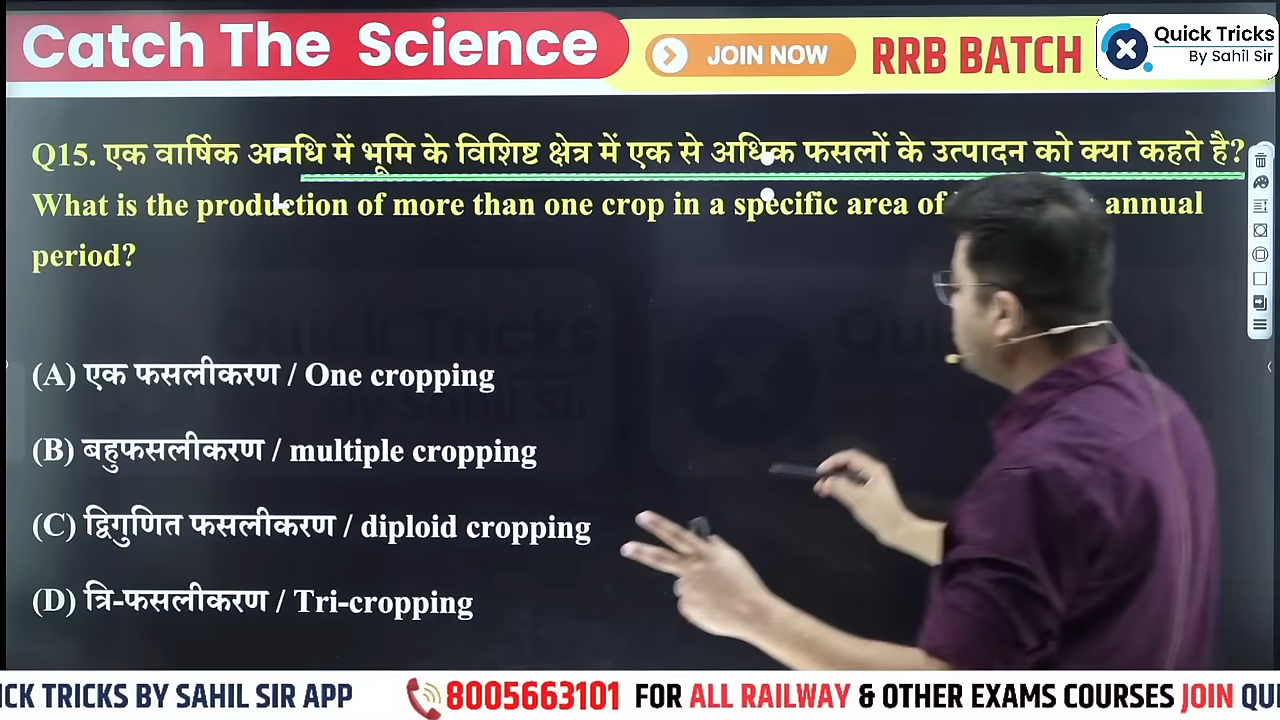 Catch The Science
JOIN NOW
RRB BATCH
Quick Tricks
By Sahil Sir
Q15. एक वार्षिक अवधि में भूमि के विशिष्ट क्षेत्र में एक से अधिक फसलों के उत्पादन को क्या कहते है?
What is the production of more than one crop in a specific area of annual
period?
(A) एक फसलीकरण / One cropping
(B) बहुफसलीकरण / multiple cropping
(C) द्विगुणित फसलीकरण / diploid cropping
(D) त्रि-फसलीकरण / Tri-cropping
ICK TRICKS BY SAHIL SIR APP 8005663101 FOR ALL RAILWAY & OTHER EXAMS COURSES JOIN QUI